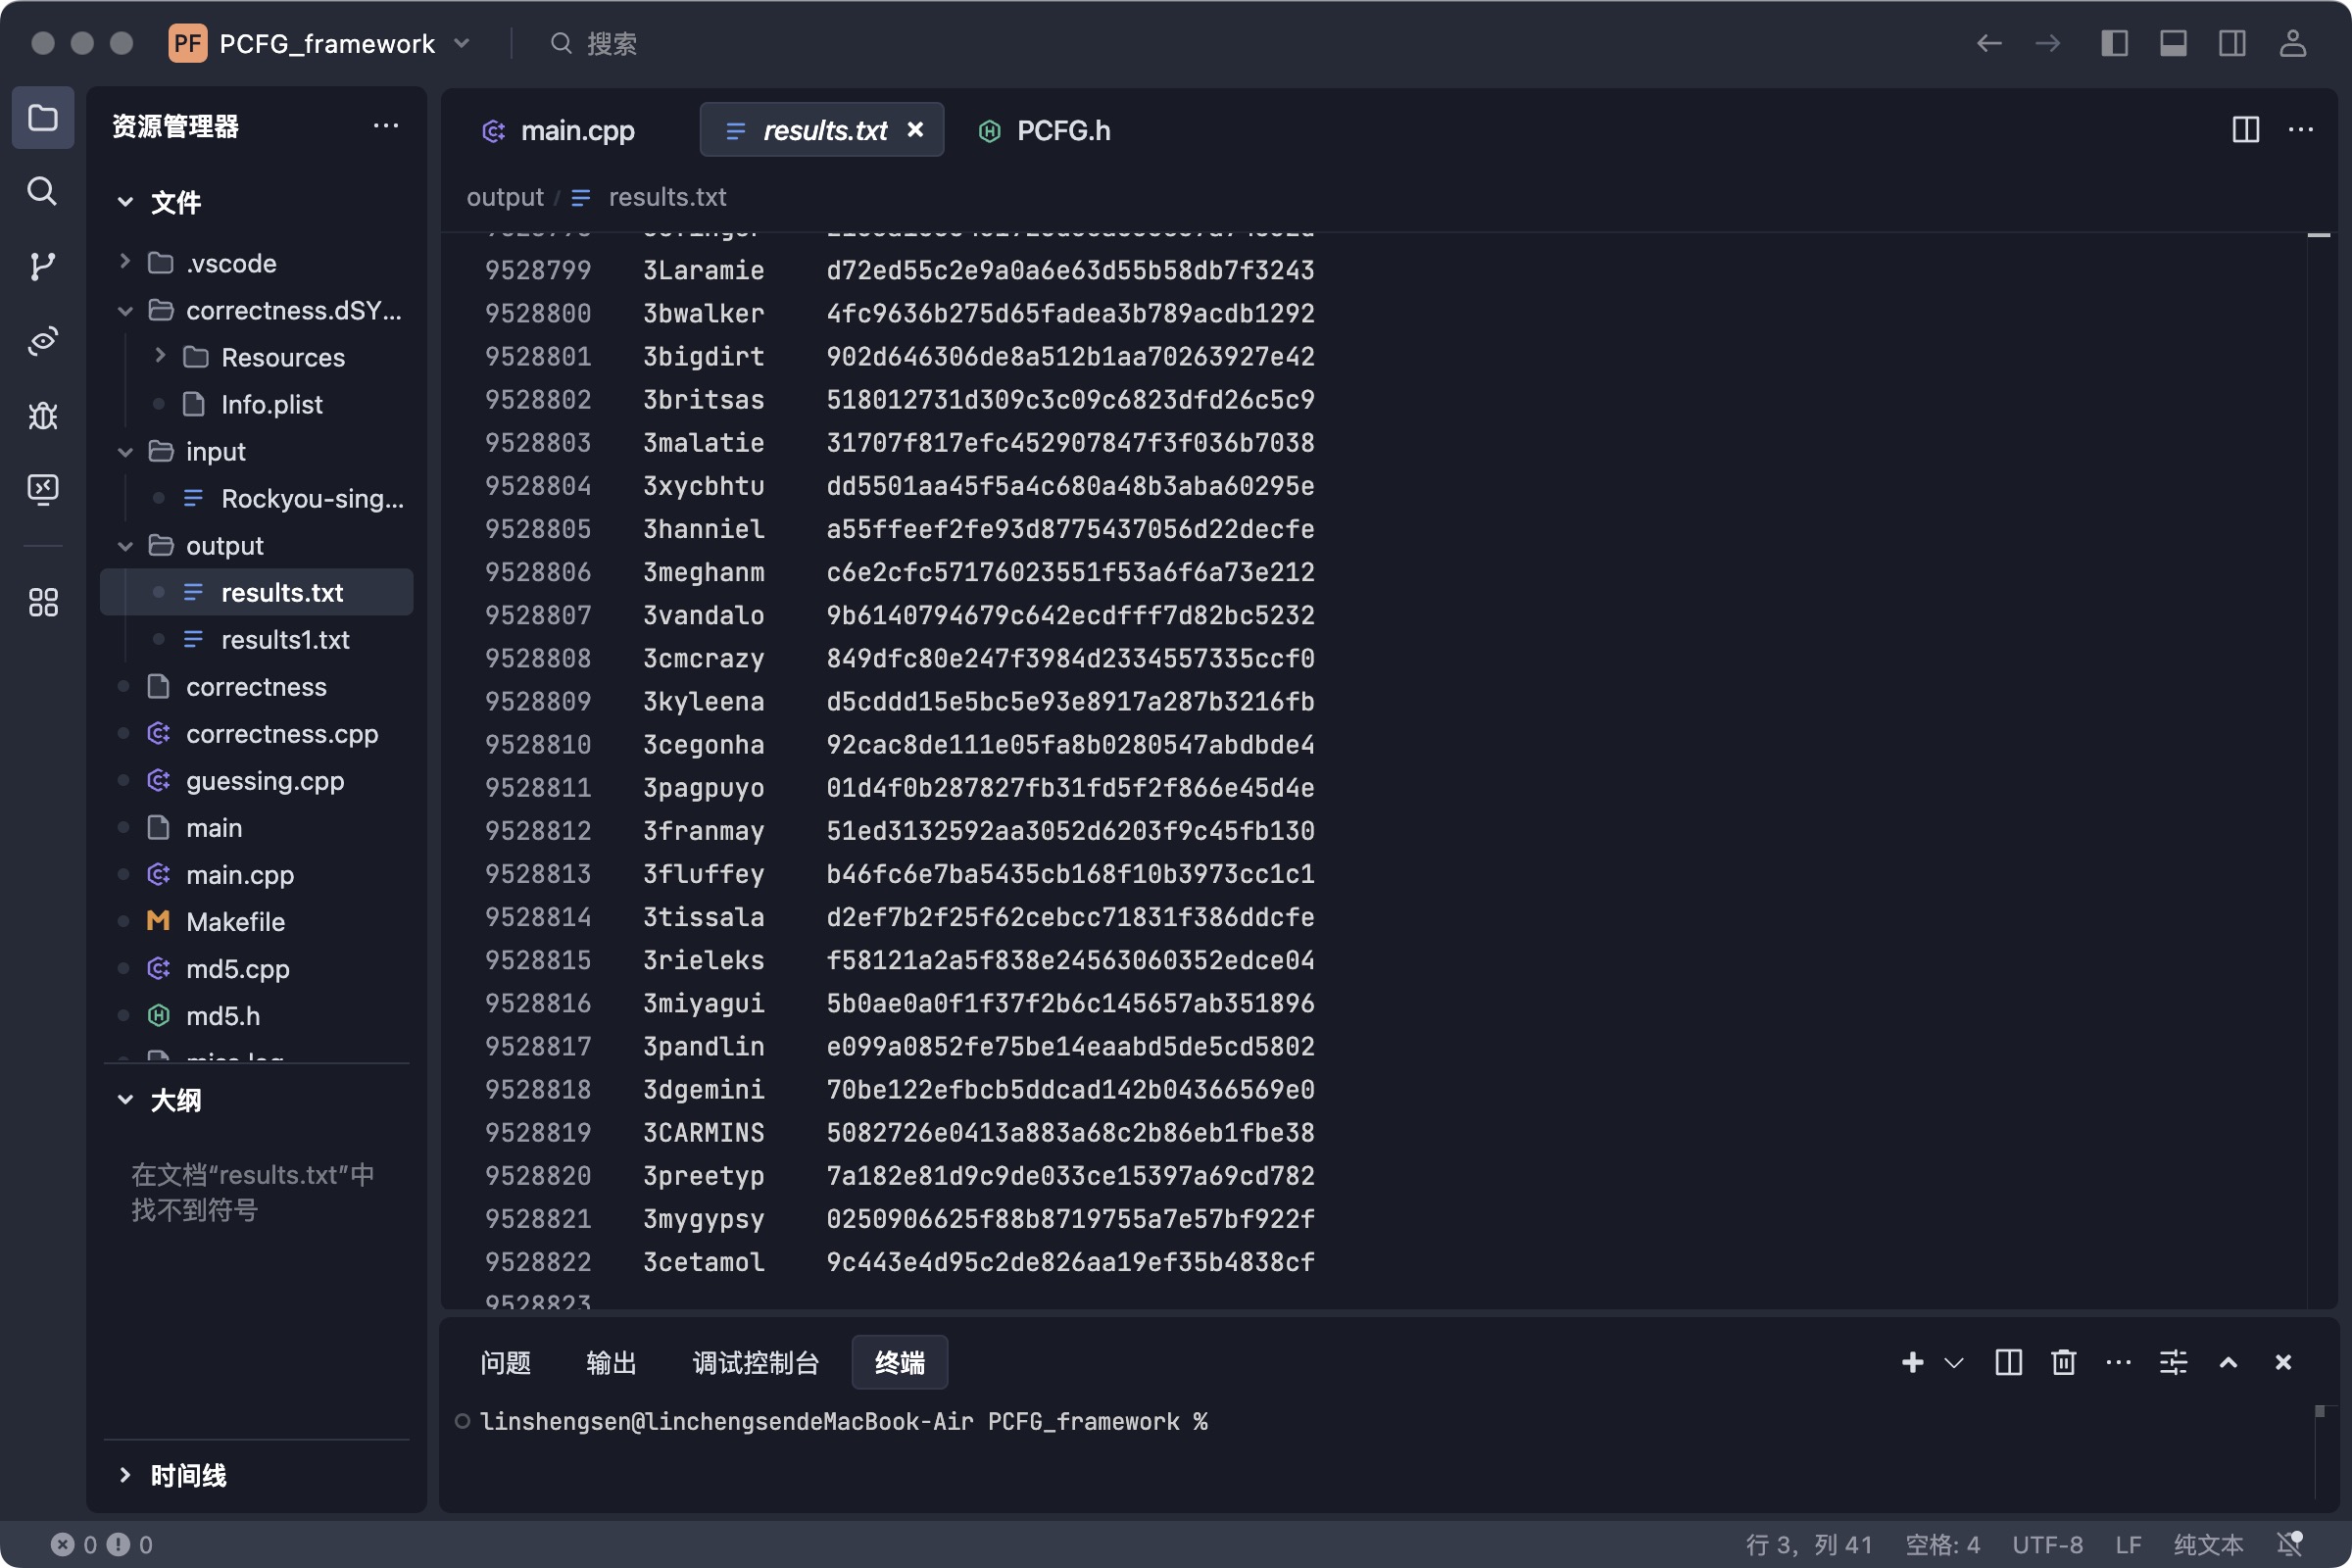 PF PCFG_framework 搜索
资源管理器 ···
文件
.vscode
correctness.dSY...
Resources
Info.plist
input
Rockyou-sing...
output
results.txt
results1.txt
correctness
correctness.cpp
guessing.cpp
main
main.cpp
Makefile
md5.cpp
md5.h
大纲
在文档“results.txt”中
找不到符号
时间线
main.cpp results.txt PCFG.h
output / results.txt
9528799 3Laramie d72ed55c2e9a0a6e63d55b58db7f3243
9528800 3bwalker 4fc9636b275d65fadea3b789acdb1292
9528801 3bigdirt 902d646306de8a512b1aa70263927e42
9528802 3britsas 518012731d309c3c09c6823dfd26c5c9
9528803 3malatie 31707f817efc452907847f3f036b7038
9528804 3xycbhtu dd5501aa45f5a4c680a48b3aba60295e
9528805 3hanniel a55ffeef2fe93d8775437056d22decfe
9528806 3meghanm c6e2cfc57176023551f53a6f6a73e212
9528807 3vandalo 9b6140794679c642ecdfff7d82bc5232
9528808 3cmcrazy 849dfc80e247f3984d2334557335ccf0
9528809 3kyleena d5cddd15e5bc5e93e8917a287b3216fb
9528810 3cegonha 92cac8de111e05fa8b0280547abdbde4
9528811 3pagpuyo 01d4f0b287827fb31fd5f2f866e45d4e
9528812 3franmay 51ed3132592aa3052d6203f9c45fb130
9528813 3fluffey b46fc6e7ba5435cb168f10b3973cc1c1
9528814 3tissala d2ef7b2f25f62cebcc71831f386ddcfe
9528815 3rieleks f58121a2a5f838e24563060352edce04
9528816 3miyagui 5b0ae0a0f1f37f2b6c145657ab351896
9528817 3pandlin e099a0852fe75be14eaabd5de5cd5802
9528818 3dgemini 70be122efbcb5ddcad142b04366569e0
9528819 3CARMINS 5082726e0413a883a68c2b86eb1fbe38
9528820 3preetyp 7a182e81d9c9de033ce15397a69cd782
9528821 3mygypsy 0250906625f88b8719755a7e57bf922f
9528822 3cetamol 9c443e4d95c2de826aa19ef35b4838cf
9528823
问题 输出 调试控制台 终端
linshengsen@linchengsendeMacBook-Air PCFG_framework %
0 0 行 3，列 41 空格: 4 UTF-8 LF 纯文本